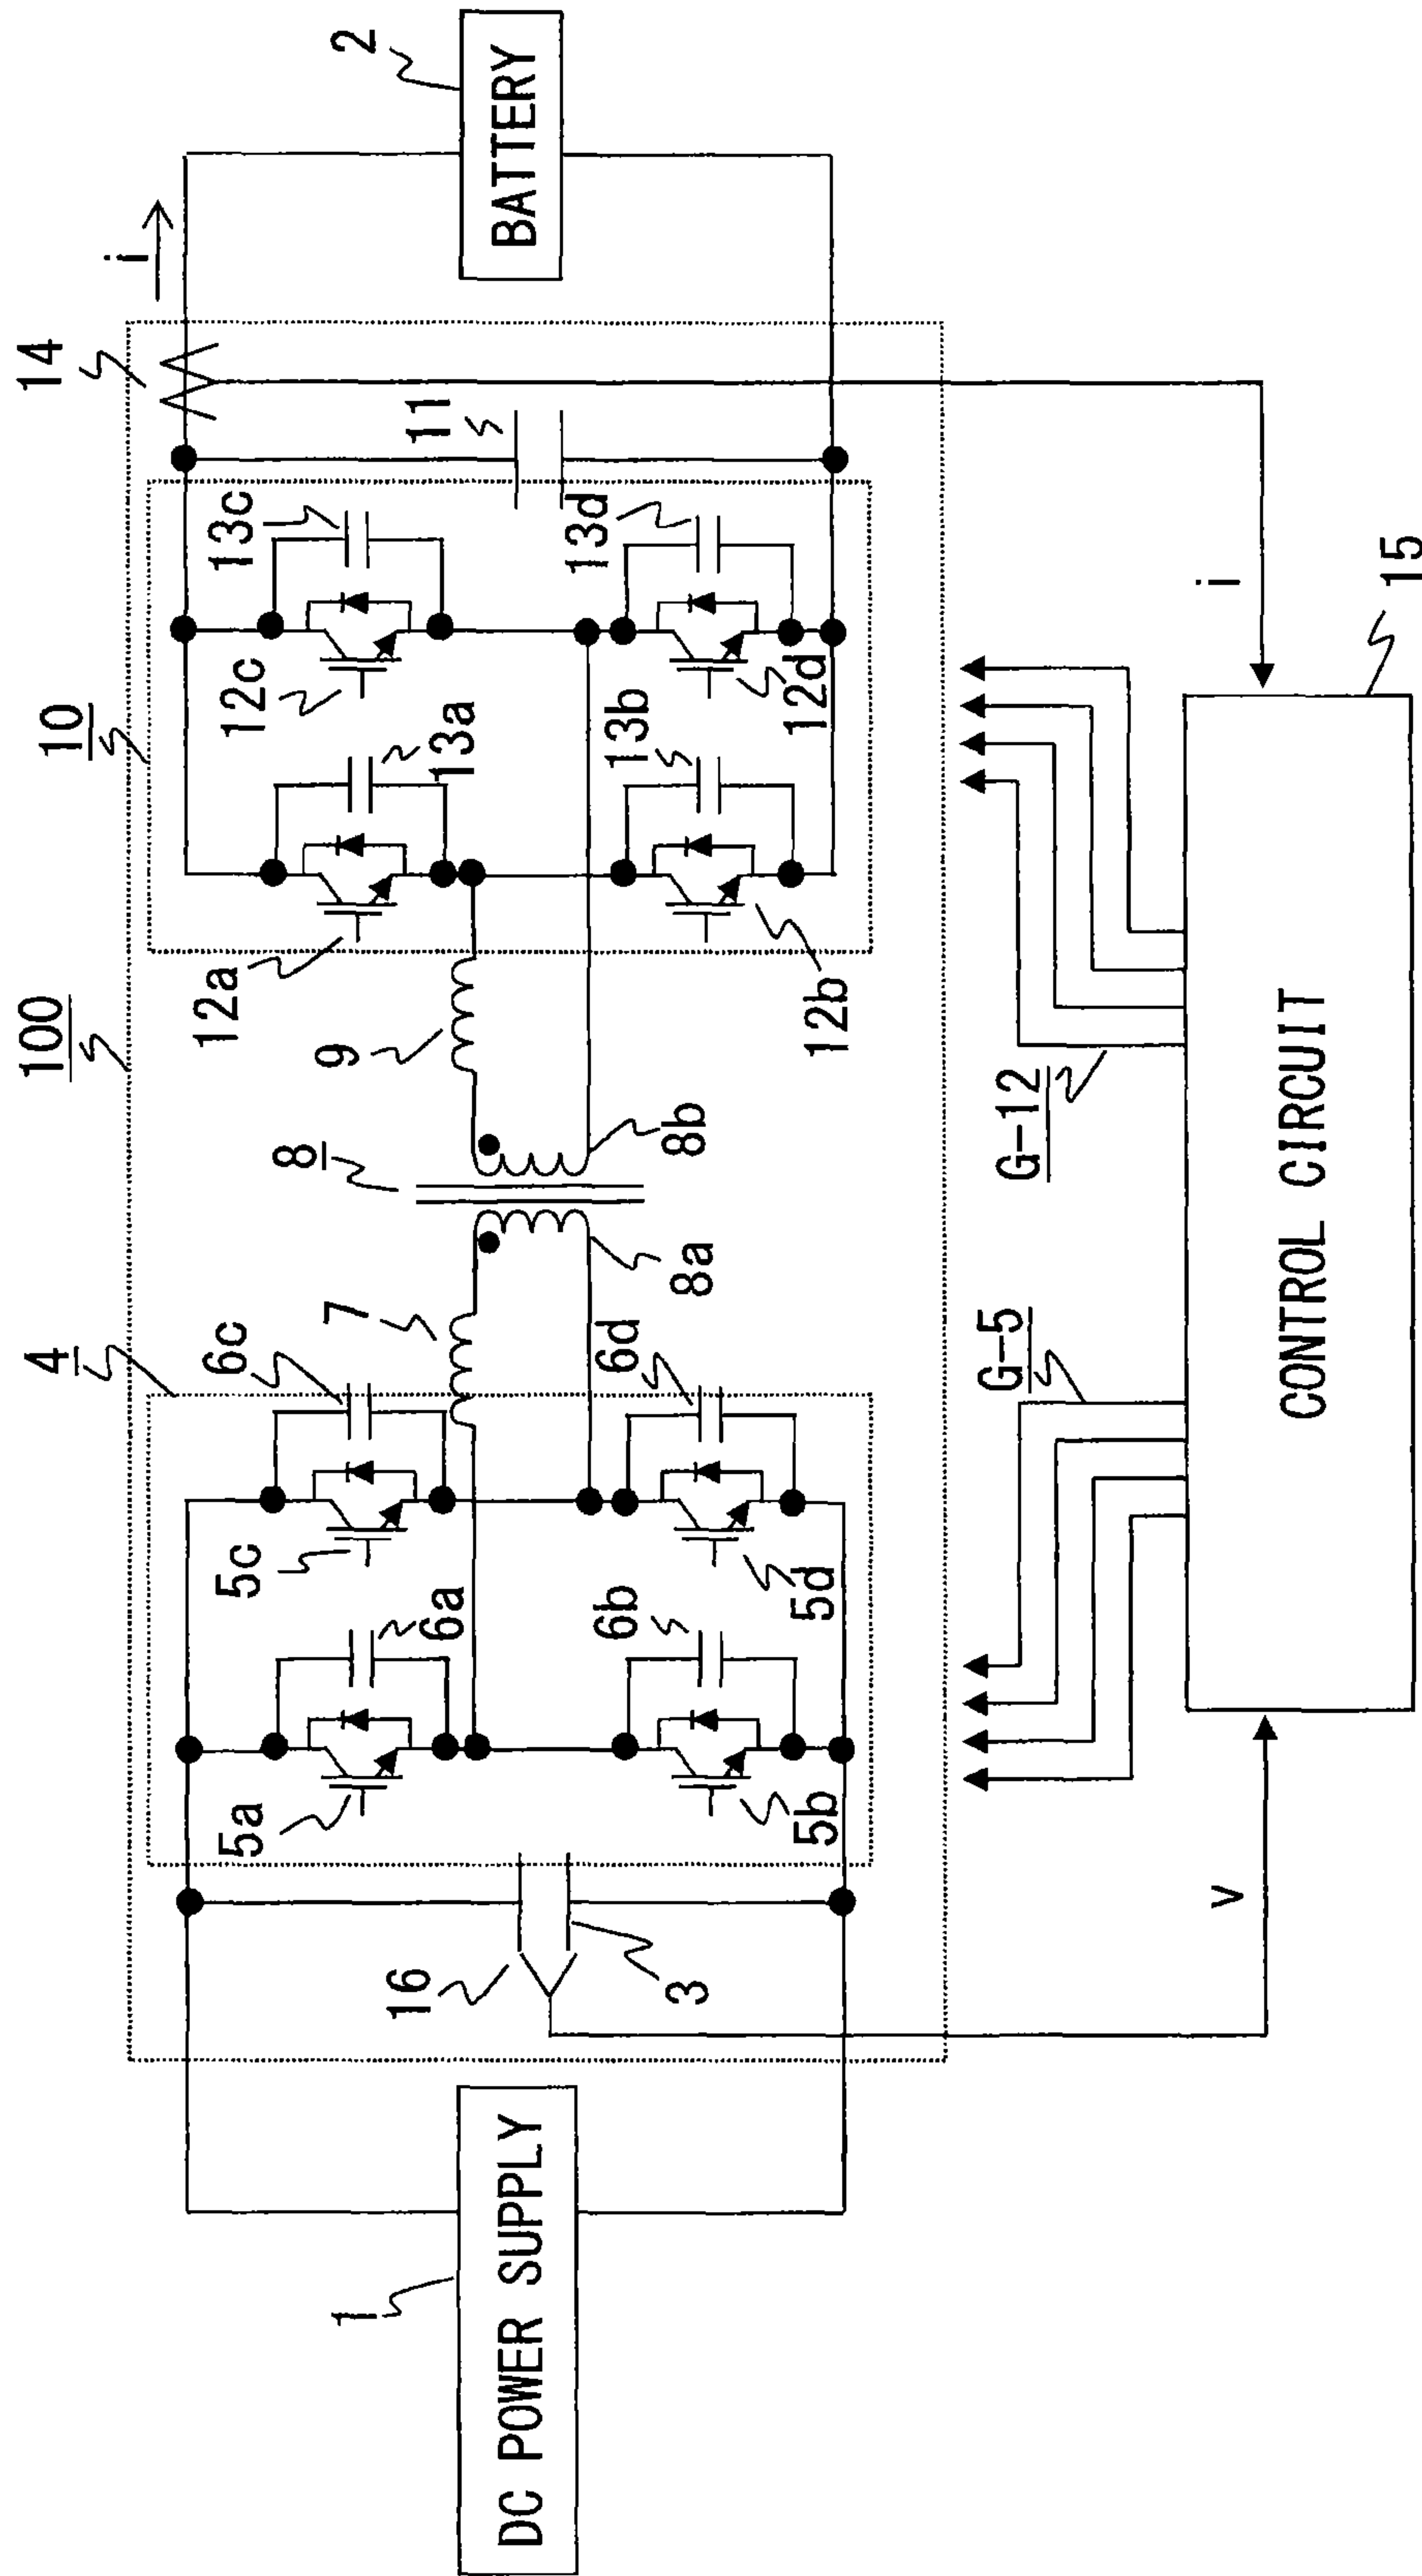 100
4
10
14
i
5a
6a
5c
6c
7
8
9
12a
13a
12c
13c
11
1
DC POWER SUPPLY
16
3
5b
6b
5d
6d
8a
8b
12b
13b
12d
13d
2
BATTERY
v
G-5
G-12
i
CONTROL CIRCUIT
15